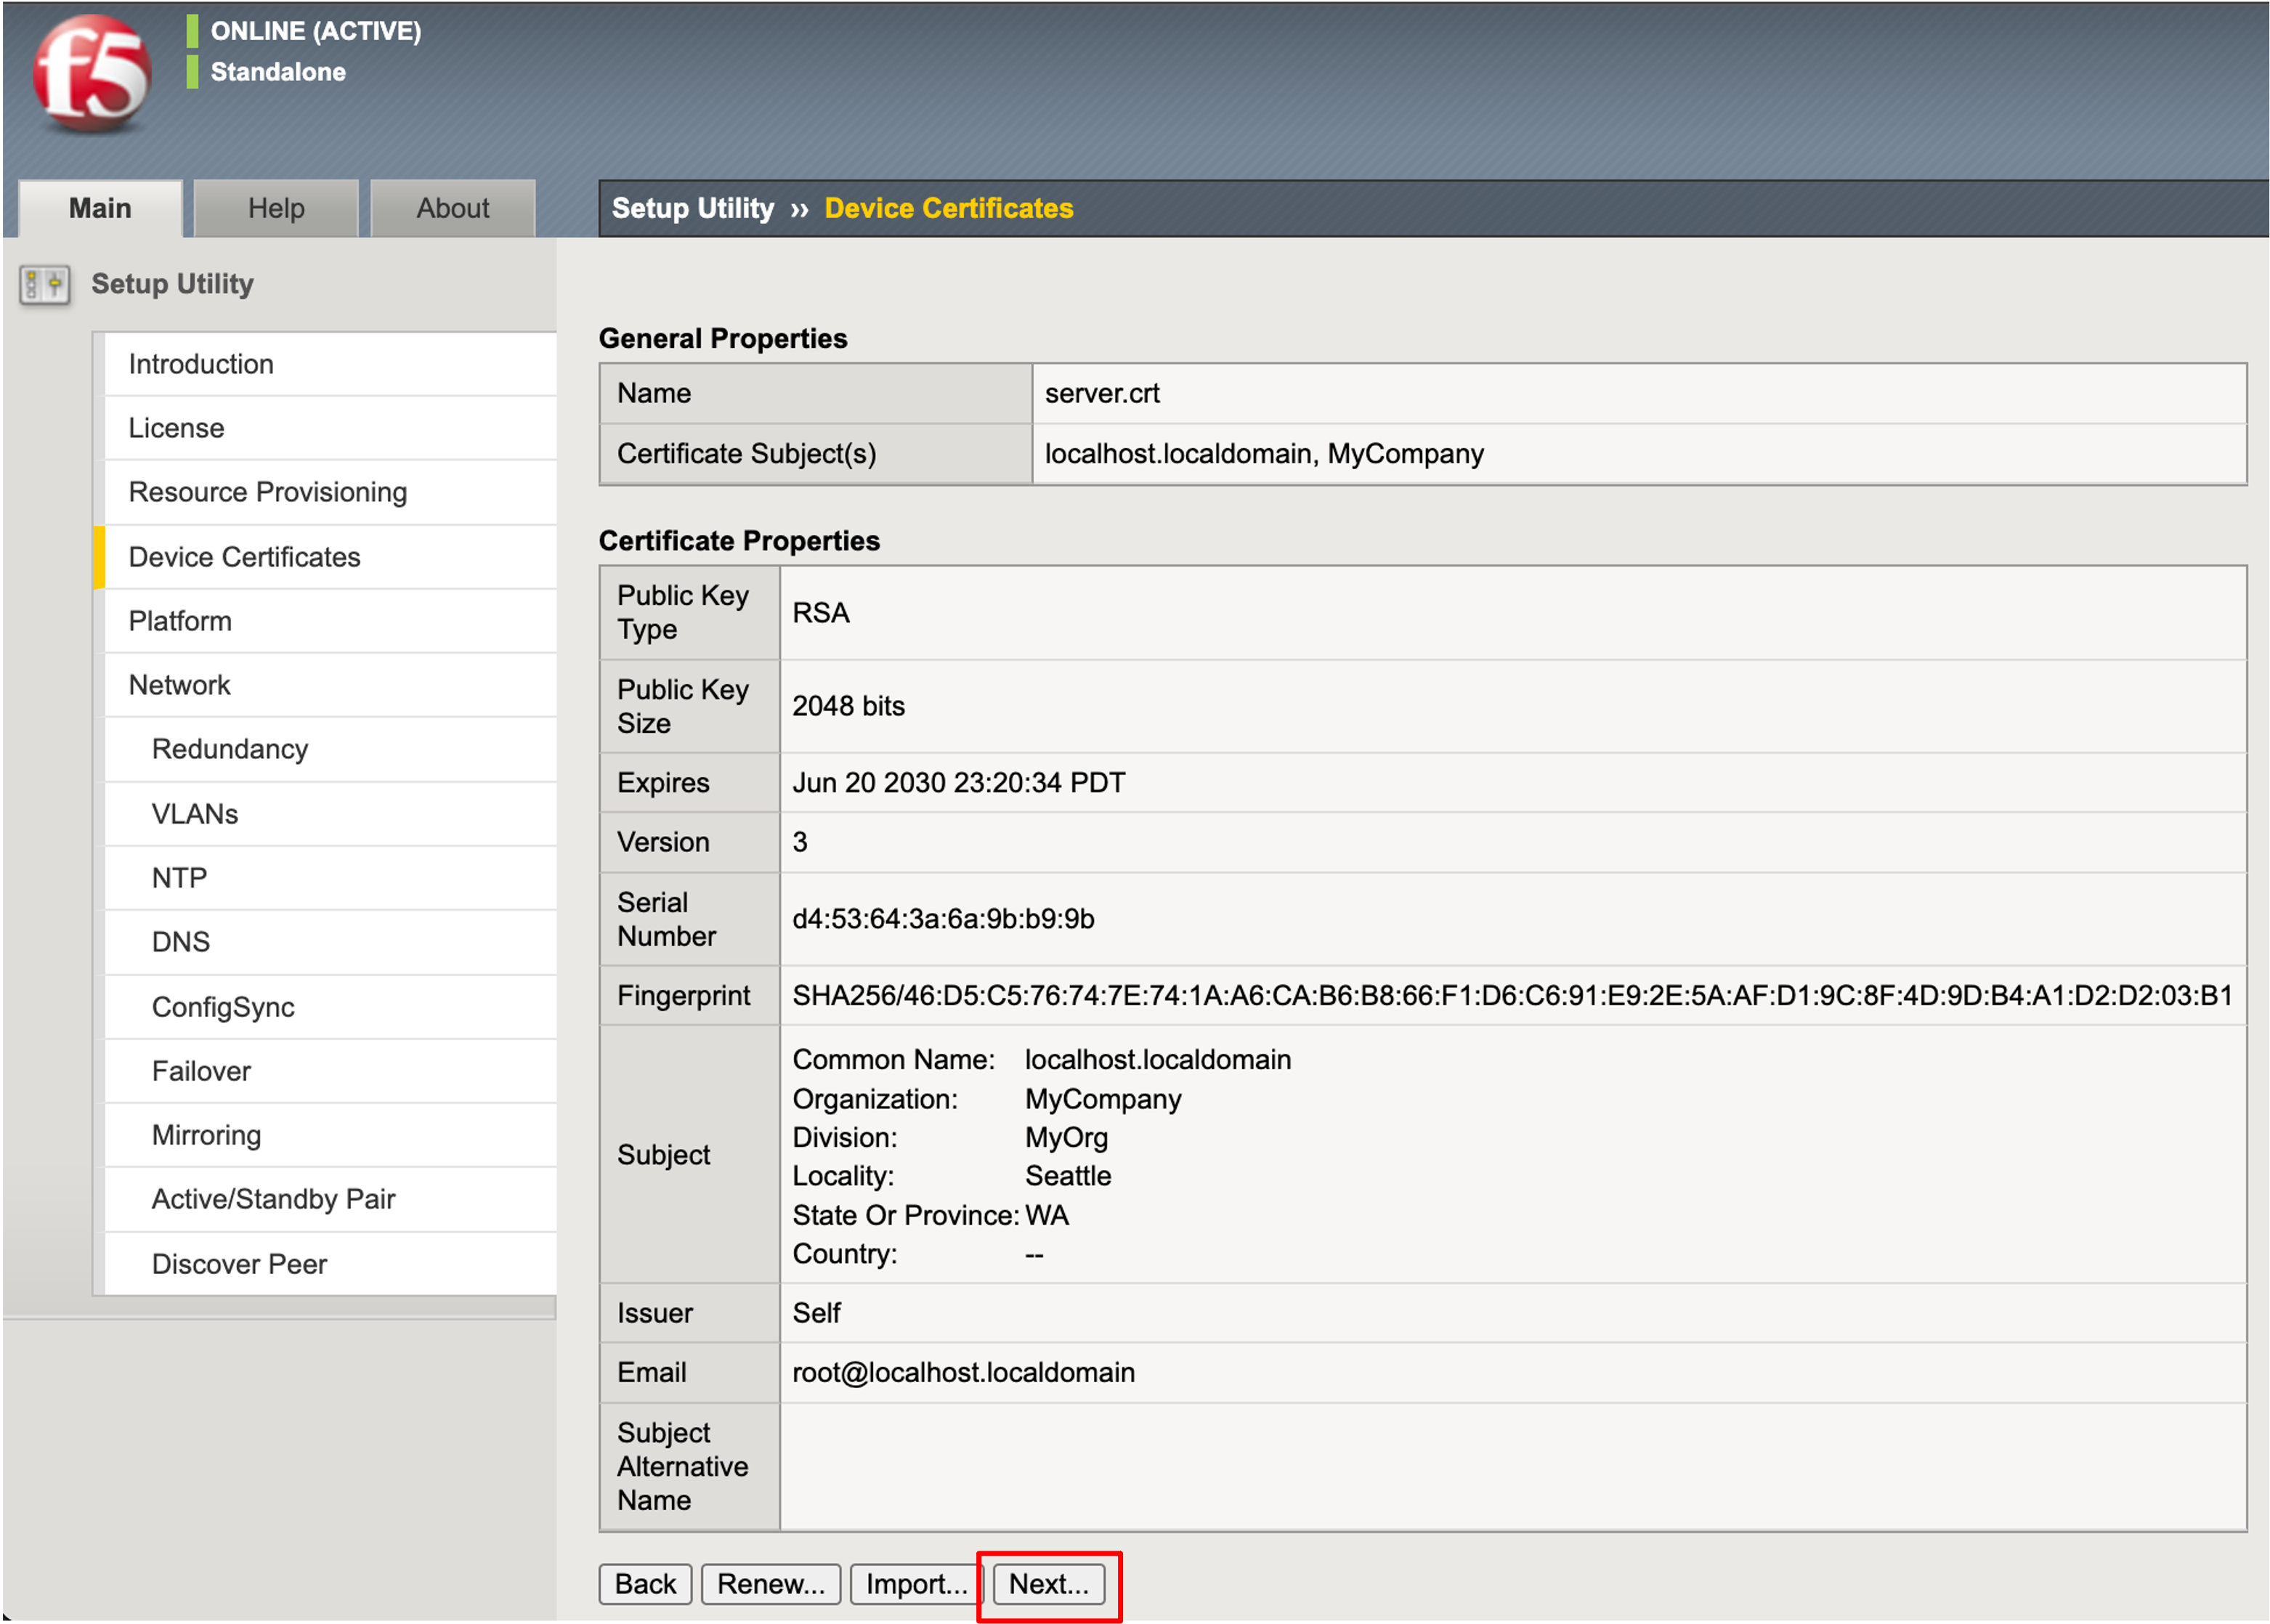 f5
ONLINE (ACTIVE)
Standalone
Main
Help
About
Setup Utility ›› Device Certificates
Setup Utility
Introduction
License
Resource Provisioning
Device Certificates
Platform
Network
Redundancy
VLANs
NTP
DNS
ConfigSync
Failover
Mirroring
Active/Standby Pair
Discover Peer
General Properties
Name server.crt
Certificate Subject(s) localhost.localdomain, MyCompany
Certificate Properties
Public Key
Type
RSA
Public Key
Size
2048 bits
Expires Jun 20 2030 23:20:34 PDT
Version 3
Serial
Number
d4:53:64:3a:6a:9b:b9:9b
Fingerprint SHA256/46:D5:C5:76:74:7E:74:1A:A6:CA:B6:B8:66:F1:D6:C6:91:E9:2E:5A:AF:D1:9C:8F:4D:9D:B4:A1:D2:D2:03:B1
Subject
Common Name: localhost.localdomain
Organization: MyCompany
Division: MyOrg
Locality: Seattle
State Or Province: WA
Country: --
Issuer Self
Email root@localhost.localdomain
Subject
Alternative
Name
Back Renew... Import... Next...